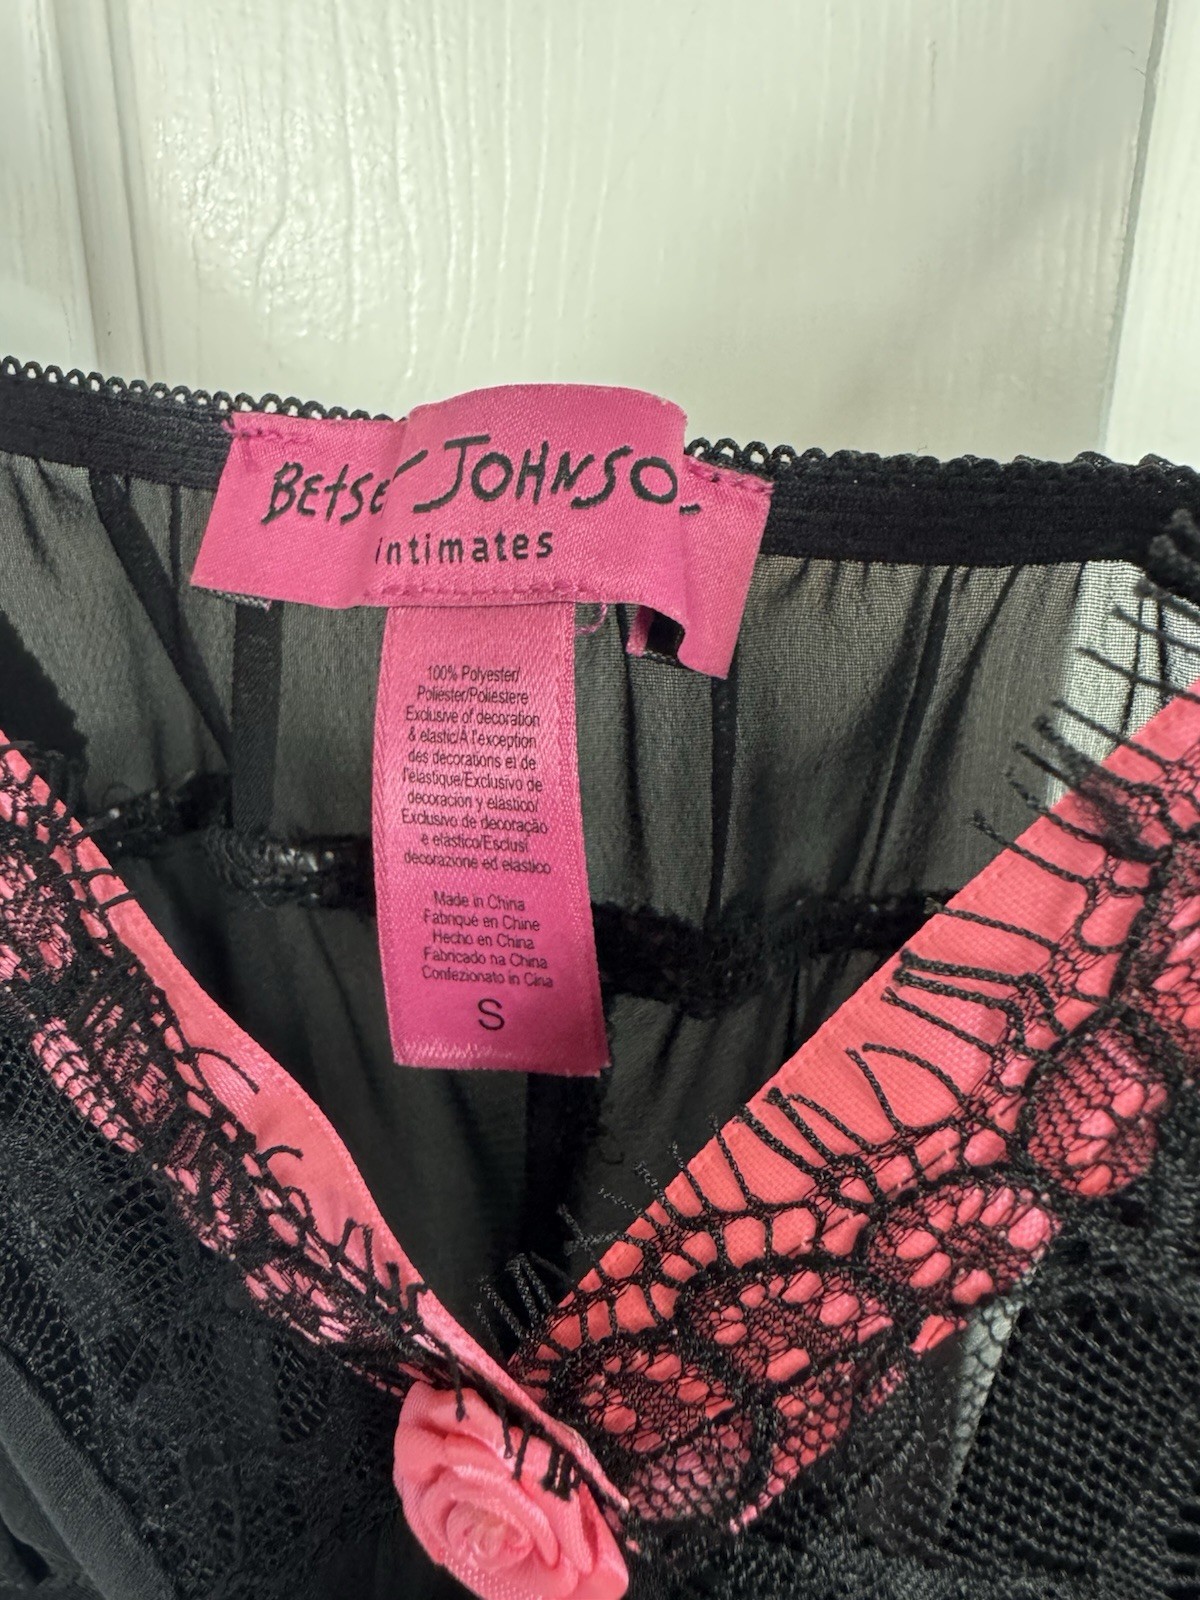 BETSEY JOHNSON
intimates
100% Polyester/
Poliéster/Poliestere
Exclusive of decoration
& elastic/À l'exception
des décorations et de
l'élastique/Exclusivo de
decoración y elástico/
Exclusivo de decoração
e elástico/Esclusi
decorazione ed elastico
Made in China
Fabriqué en Chine
Hecho en China
Fabricado na China
Confezionato in Cina
S